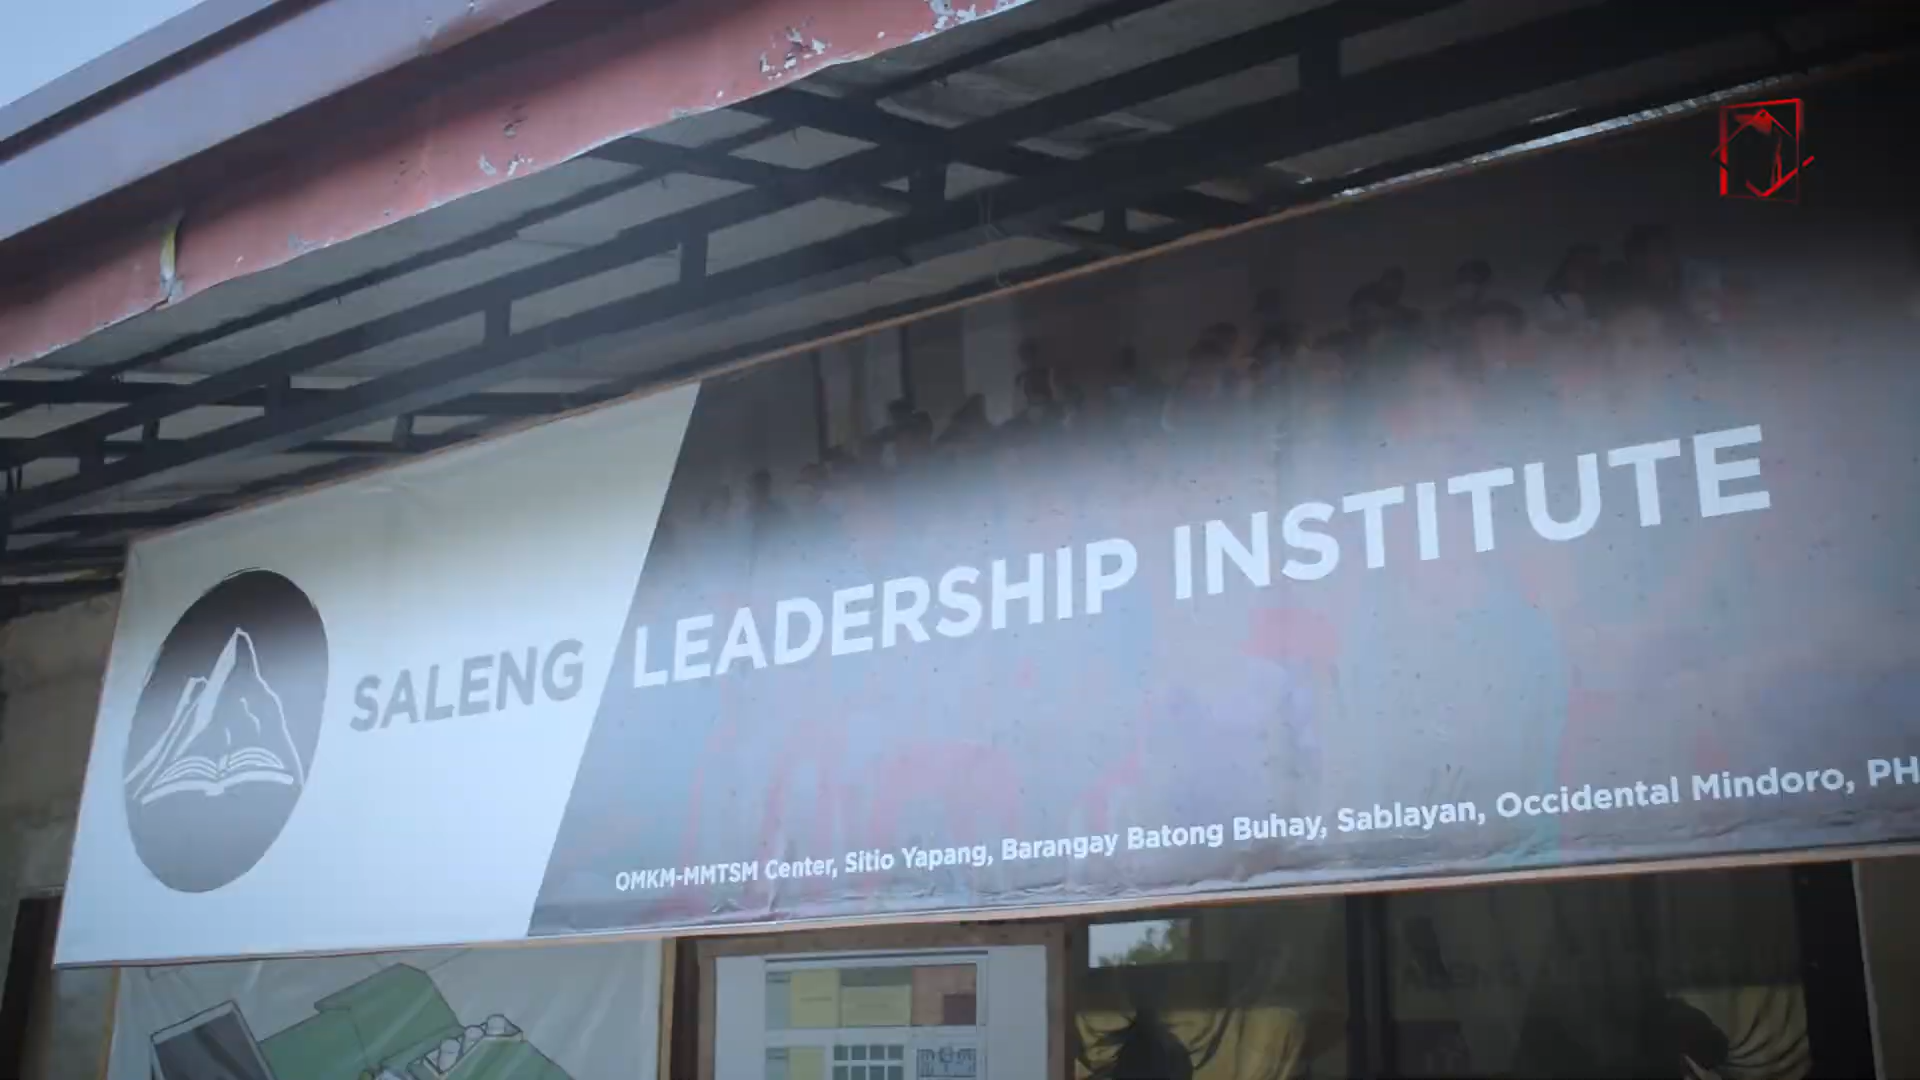 SALENG LEADERSHIP INSTITUTE
OMKM-MMTSM Center, Sitio Yapang, Barangay Batong Buhay, Sablayan, Occidental Mindoro, PH